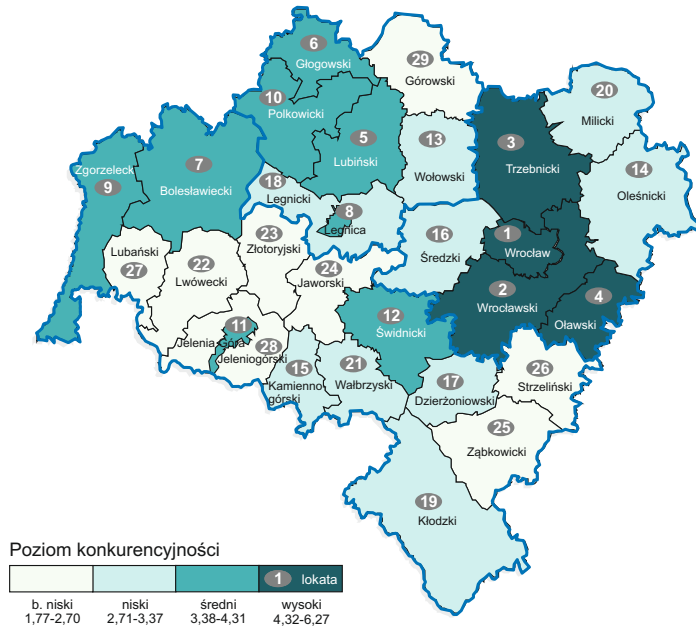 6
Głogowski
29
Górowski
20
Milicki
10
Polkowicki
5
Lubiński
13
Wołowski
3
Trzebnicki
14
Oleśnicki
Zgorzeleck
9
7
Bolesławiecki
18
Legnicki
8
Legnica
16
Średzki
1
Wrocław
23
Złotoryjski
Lubański
27
22
Lwówecki
24
Jaworski
2
Wrocławski
4
Oławski
12
Świdnicki
11
Jelenia Góra
28
Jeleniogórski
15
Kamienno
górski
21
Wałbrzyski
17
Dzierżoniowski
26
Strzeliński
25
Ząbkowicki
19
Kłodzki
Poziom konkurencyjności
1 lokata
b. niski niski średni wysoki
1,77-2,70 2,71-3,37 3,38-4,31 4,32-6,27